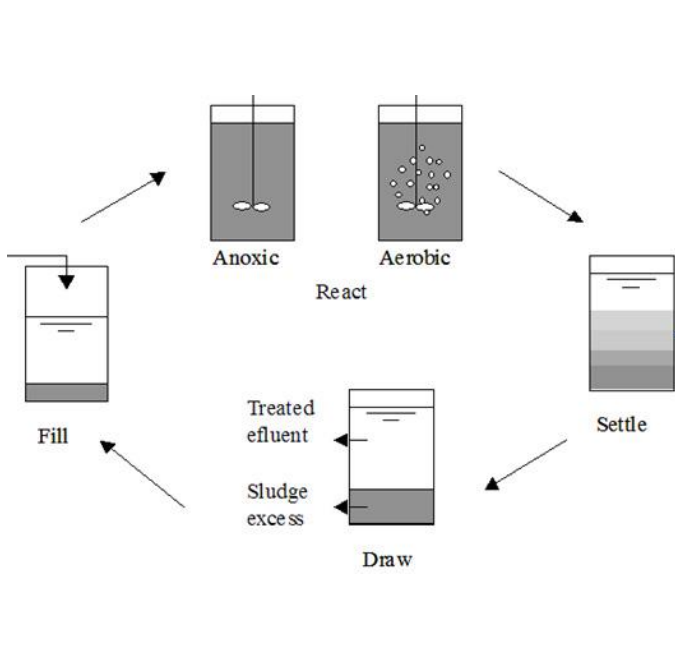 Anoxic
Aerobic
React
Fill
Settle
Treated
efluent
Sludge
excess
Draw